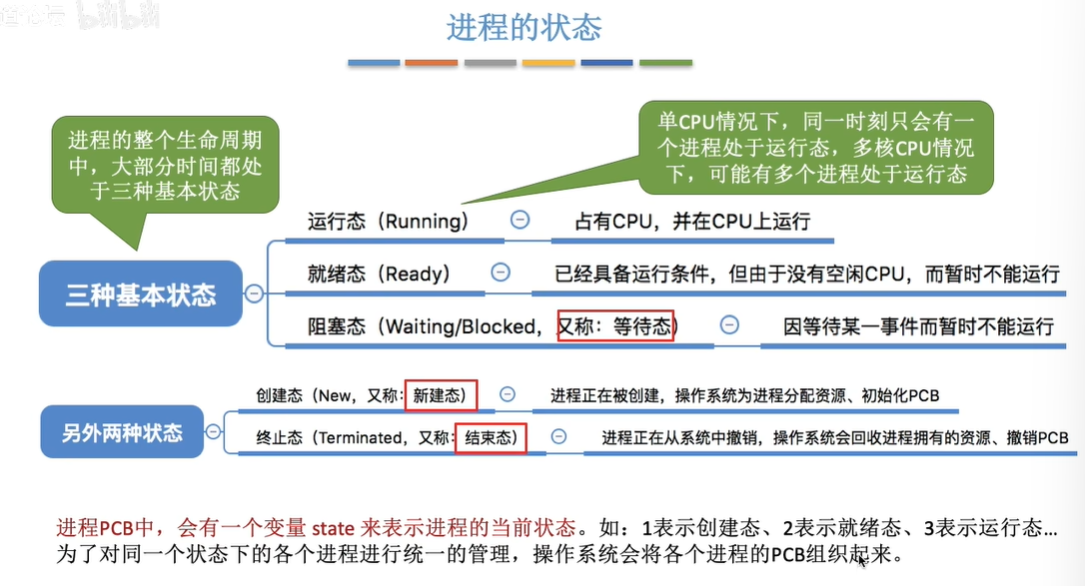 bilibili
进程的状态
进程的整个生命周期
中，大部分时间都处
于三种基本状态
单CPU情况下，同一时刻只会有一
个进程处于运行态，多核CPU情况
下，可能有多个进程处于运行态
三种基本状态
运行态（Running）
占有CPU，并在CPU上运行
就绪态（Ready）
已经具备运行条件，但由于没有空闲CPU，而暂时不能运行
阻塞态（Waiting/Blocked，又称：等待态）
因等待某一事件而暂时不能运行
另外两种状态
创建态（New，又称：新建态）
进程正在被创建，操作系统为进程分配资源、初始化PCB
终止态（Terminated，又称：结束态）
进程正在从系统中撤销，操作系统会回收进程拥有的资源、撤销PCB
进程PCB中，会有一个变量 state 来表示进程的当前状态。如：1表示创建态、2表示就绪态、3表示运行态…
为了对同一个状态下的各个进程进行统一的管理，操作系统会将各个进程的PCB组织起来。